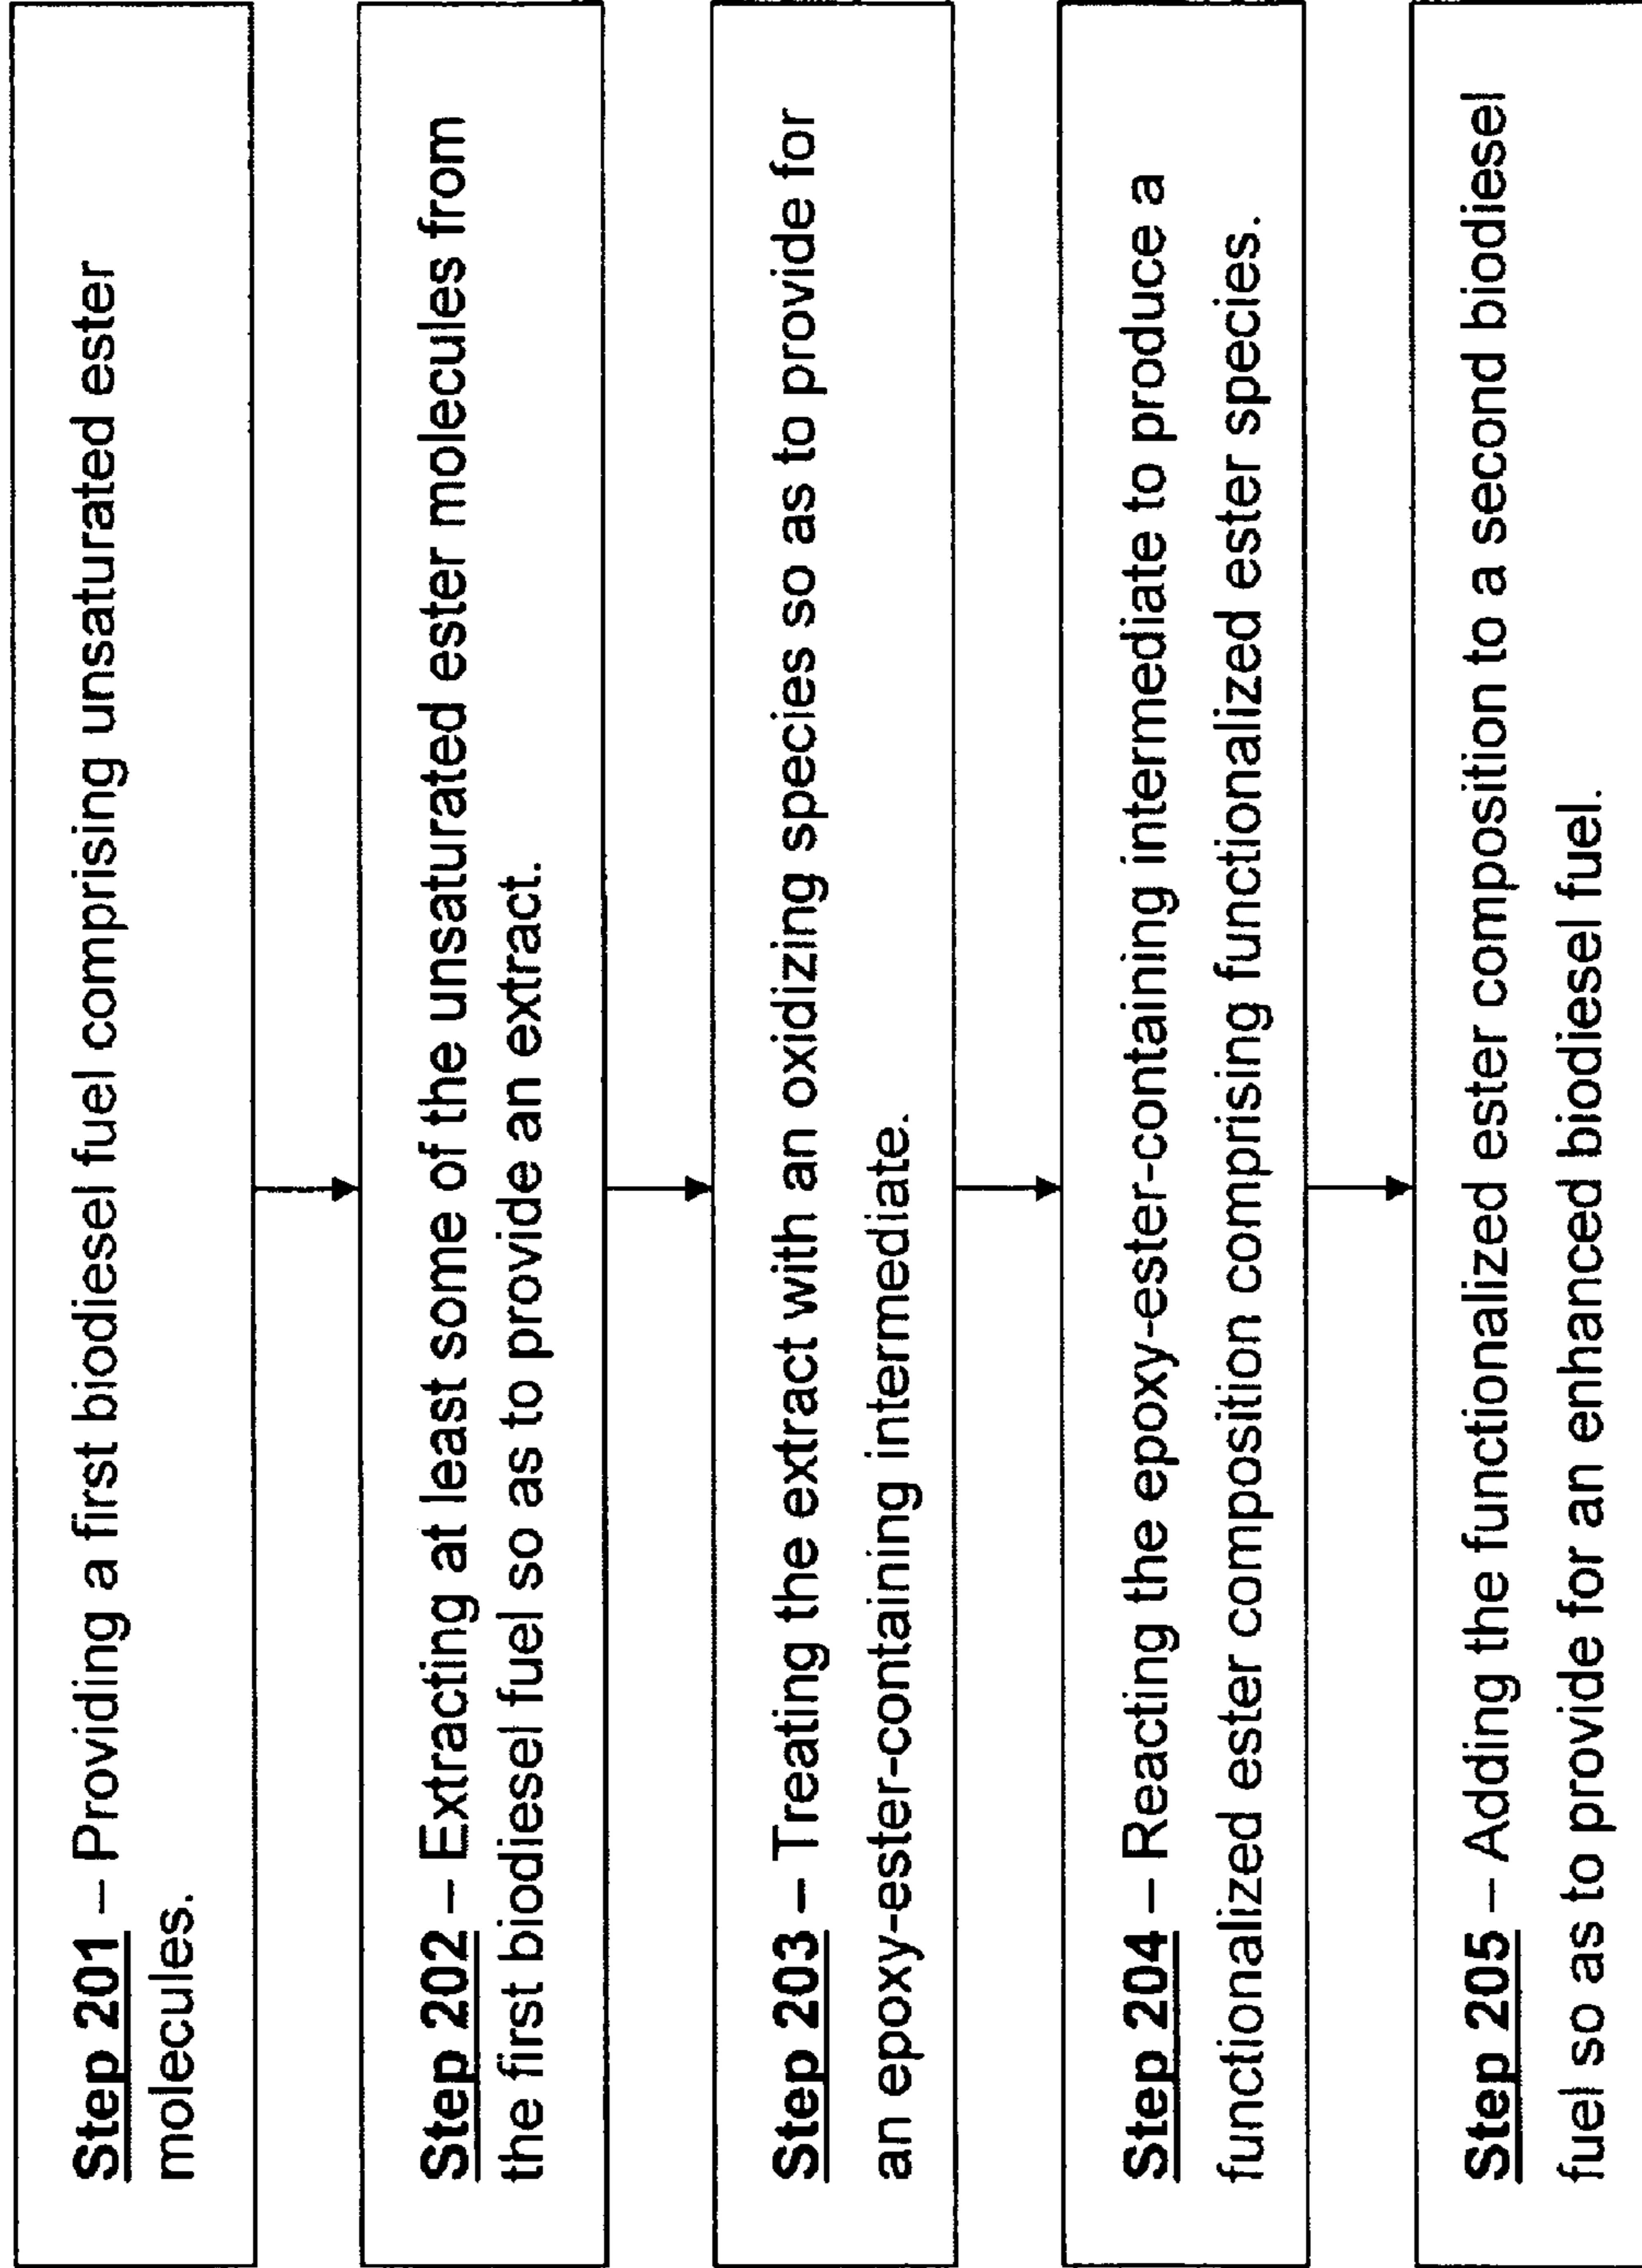 Step 201 – Providing a first biodiesel fuel comprising unsaturated ester
molecules.
Step 202 – Extracting at least some of the unsaturated ester molecules from
the first biodiesel fuel so as to provide an extract.
Step 203 – Treating the extract with an oxidizing species so as to provide for
an epoxy-ester-containing intermediate.
Step 204 – Reacting the epoxy-ester-containing intermediate to produce a
functionalized ester composition comprising functionalized ester species.
Step 205 – Adding the functionalized ester composition to a second biodiesel
fuel so as to provide for an enhanced biodiesel fuel.